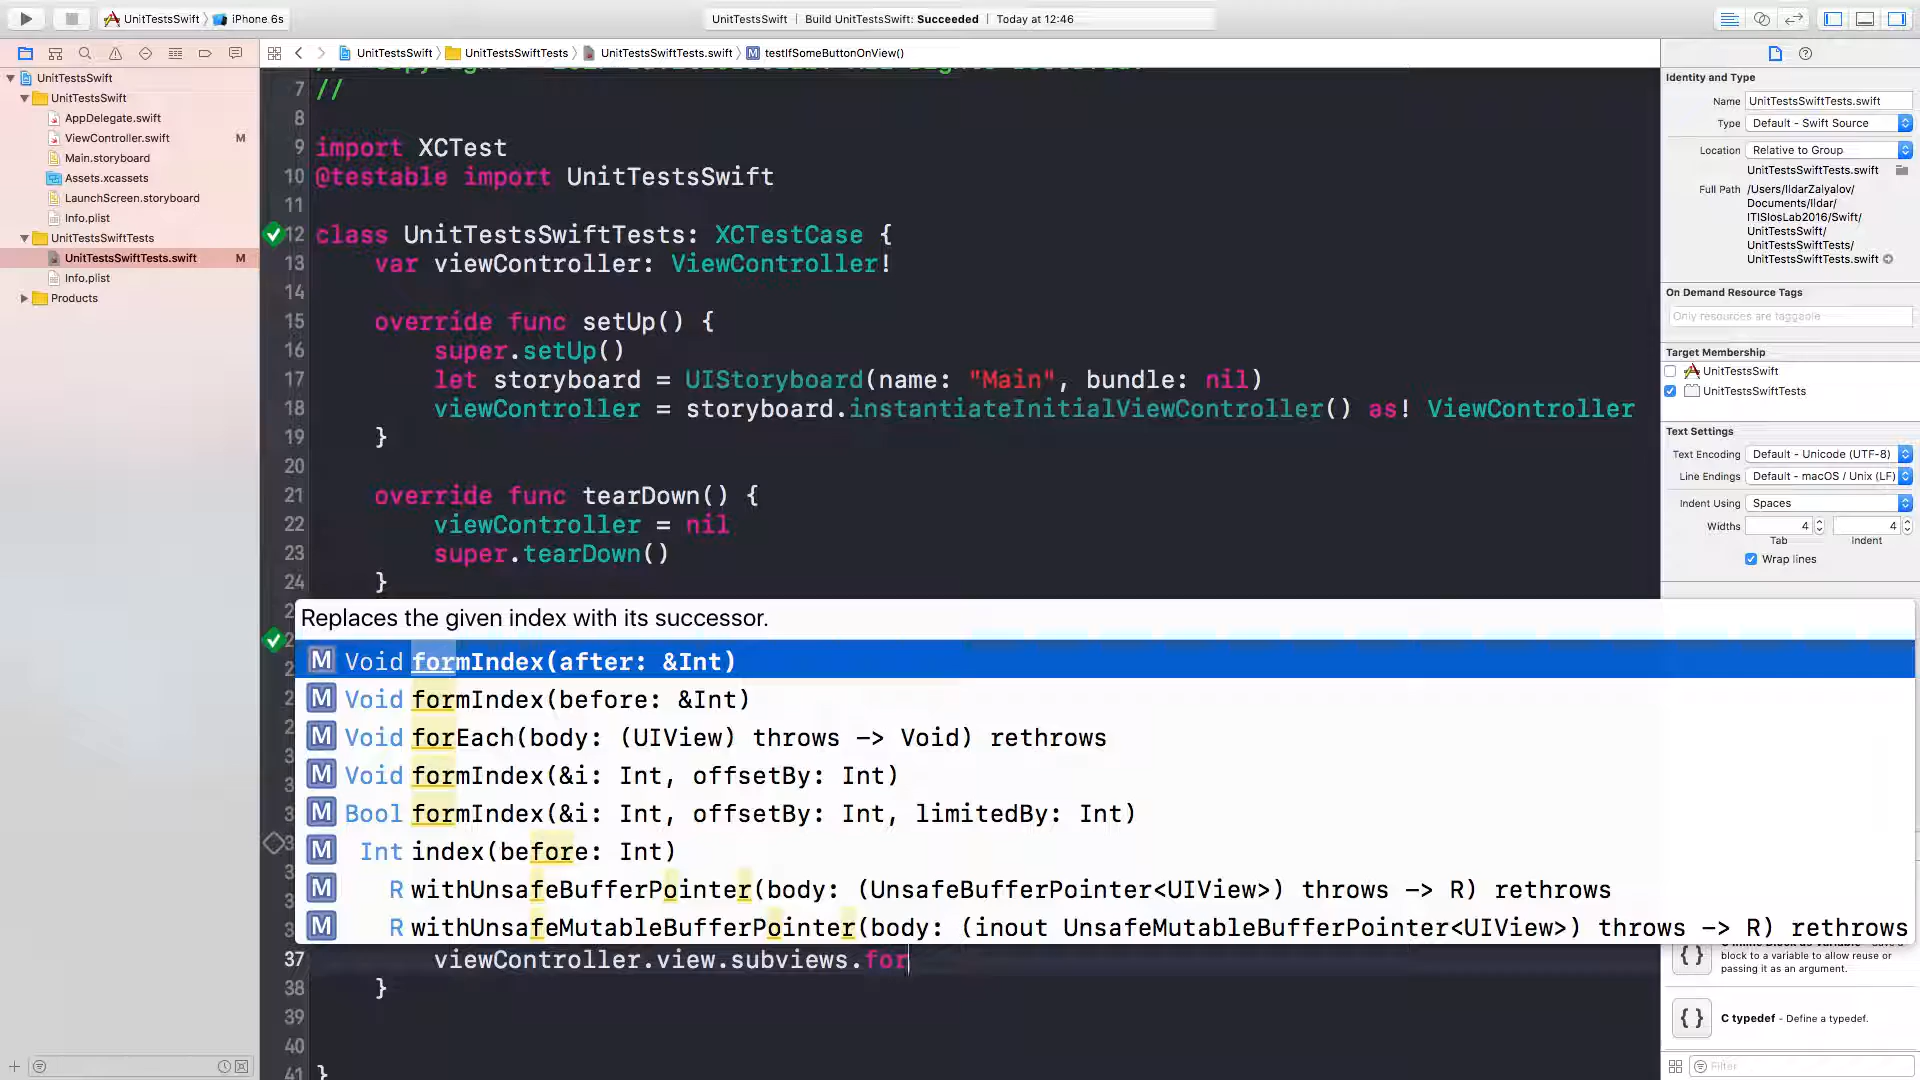 UnitTestsSwift
iPhone 6s
UnitTestsSwift
Build UnitTestsSwift: Succeeded
Today at 12:46
UnitTestsSwift
UnitTestsSwiftTests
UnitTestsSwiftTests.swift
testIfSomeButtonOnView()
UnitTestsSwift
UnitTestsSwift
AppDelegate.swift
ViewController.swift M
Main.storyboard
Assets.xcassets
LaunchScreen.storyboard
Info.plist
UnitTestsSwiftTests
UnitTestsSwiftTests.swift M
Info.plist
Products
7 //
8
9 import XCTest
10 @testable import UnitTestsSwift
11
12 class UnitTestsSwiftTests: XCTestCase {
13 var viewController: ViewController!
14
15 override func setUp() {
16 super.setUp()
17 let storyboard = UIStoryboard(name: "Main", bundle: nil)
18 viewController = storyboard.instantiateInitialViewController() as! ViewController
19 }
20
21 override func tearDown() {
22 viewController = nil
23 super.tearDown()
24 }
Replaces the given index with its successor.
M Void formIndex(after: &Int)
M Void formIndex(before: &Int)
M Void forEach(body: (UIView) throws -> Void) rethrows
M Void formIndex(&i: Int, offsetBy: Int)
M Bool formIndex(&i: Int, offsetBy: Int, limitedBy: Int)
M Int index(before: Int)
M R withUnsafeBufferPointer(body: (UnsafeBufferPointer<UIView>) throws -> R) rethrows
M R withUnsafeMutableBufferPointer(body: (inout UnsafeMutableBufferPointer<UIView>) throws -> R) rethrows
37 viewController.view.subviews.for
38 }
39
40
41 }
Identity and Type
Name UnitTestsSwiftTests.swift
Type Default - Swift Source
Location Relative to Group
UnitTestsSwiftTests.swift
Full Path /Users/IldarZalyalov/
Documents/Ildar/
ITISIosLab2016/Swift/
UnitTestsSwift/
UnitTestsSwiftTests/
UnitTestsSwiftTests.swift
On Demand Resource Tags
Only resources are taggable
Target Membership
UnitTestsSwift
UnitTestsSwiftTests
Text Settings
Text Encoding Default - Unicode (UTF-8)
Line Endings Default - macOS / Unix (LF)
Indent Using Spaces
Widths 4 4
Tab Indent
Wrap lines
block to a variable to allow reuse or
passing it as an argument.
C typedef - Define a typedef.
Filter